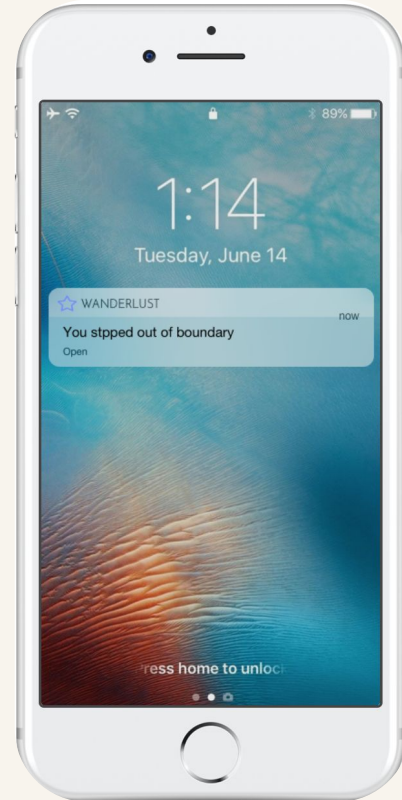 89%
1:14
Tuesday, June 14
WANDERLUST
now
You stpped out of boundary
Open
ress home to unloc